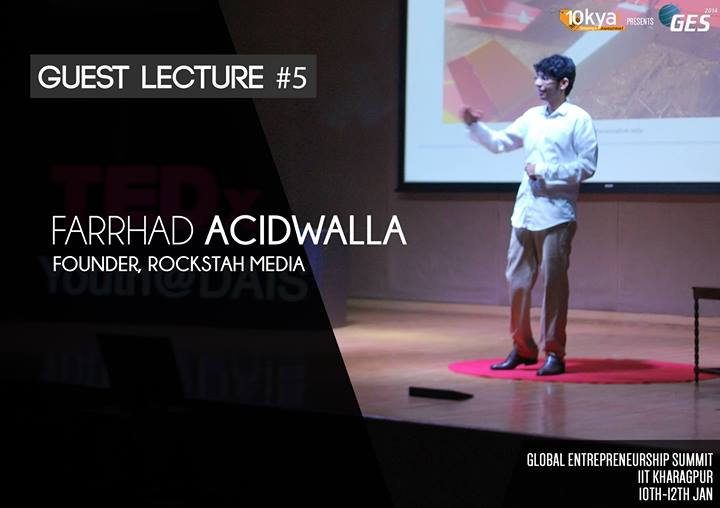 10kya
PRESENTS
GES 2014
GUEST LECTURE #5
TEDx
FARRHAD ACIDWALLA
FOUNDER, ROCKSTAH MEDIA
Youth@DAIS
GLOBAL ENTREPRENEURSHIP SUMMIT
IIT KHARAGPUR
10TH-12TH JAN